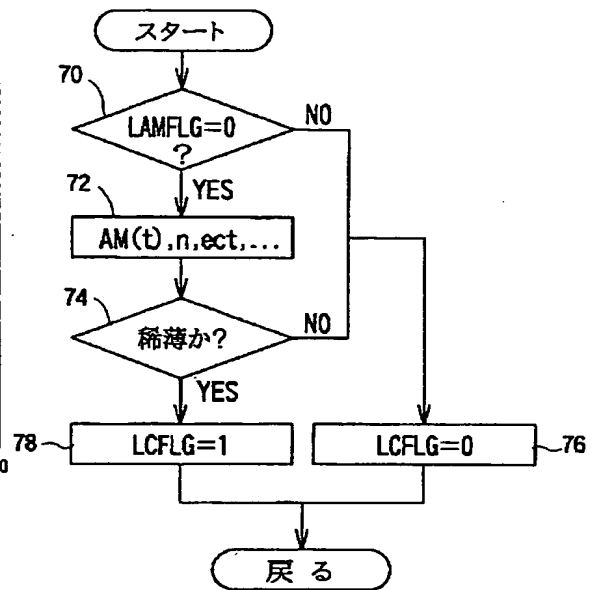 スタート
70
LAMFLG=0
?
NO
YES
72
AM(t),n,ect,...
74
稀薄か?
NO
YES
78
LCFLG=1
LCFLG=0
76
戻る